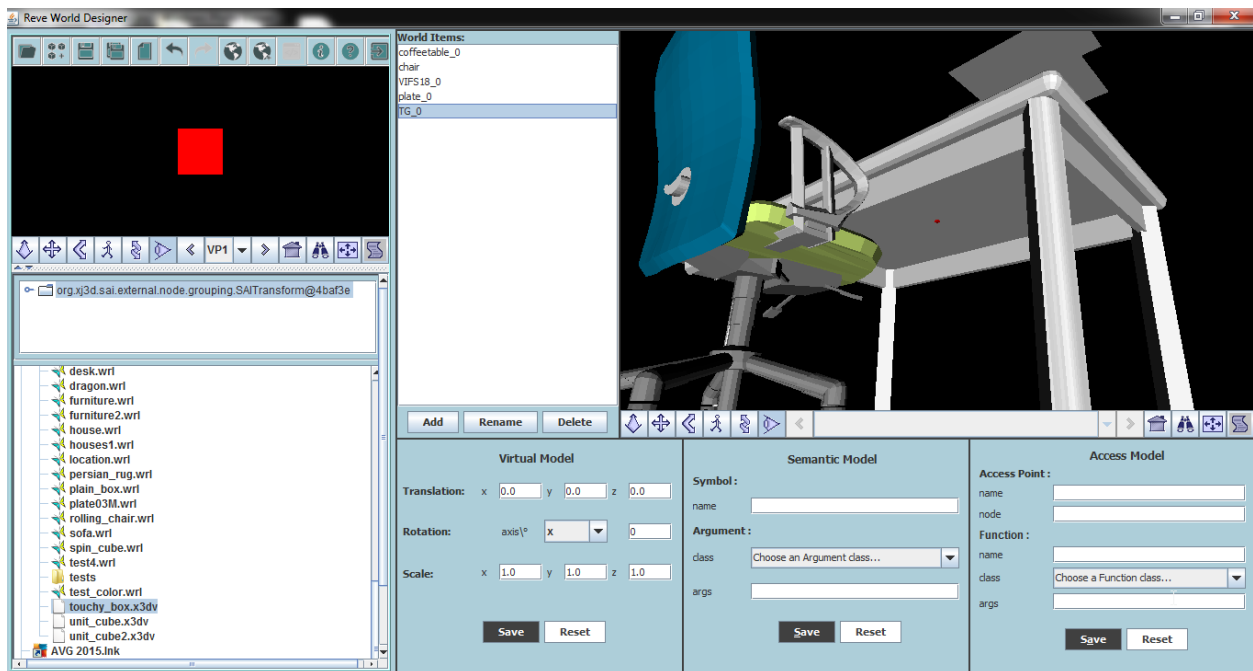 Reve World Designer
World Items:
coffeetable_0
chair
VIFS18_0
plate_0
TG_0
VP1
org.xj3d.sai.external.node.grouping.SAITransform@4baf3e
desk.wrl
dragon.wrl
furniture.wrl
furniture2.wrl
house.wrl
houses1.wrl
location.wrl
persian_rug.wrl
plain_box.wrl
plate03M.wrl
rolling_chair.wrl
sofa.wrl
spin_cube.wrl
test4.wrl
tests
test_color.wrl
touchy_box.x3dv
unit_cube.x3dv
unit_cube2.x3dv
AVG 2015.lnk
Add Rename Delete
Virtual Model
Translation: x 0.0 y 0.0 z 0.0
Rotation: axis\° x 0
Scale: x 1.0 y 1.0 z 1.0
Save Reset
Semantic Model
Symbol :
name
Argument :
class Choose an Argument class...
args
Save Reset
Access Model
Access Point :
name
node
Function :
name
class Choose a Function class...
args
Save Reset